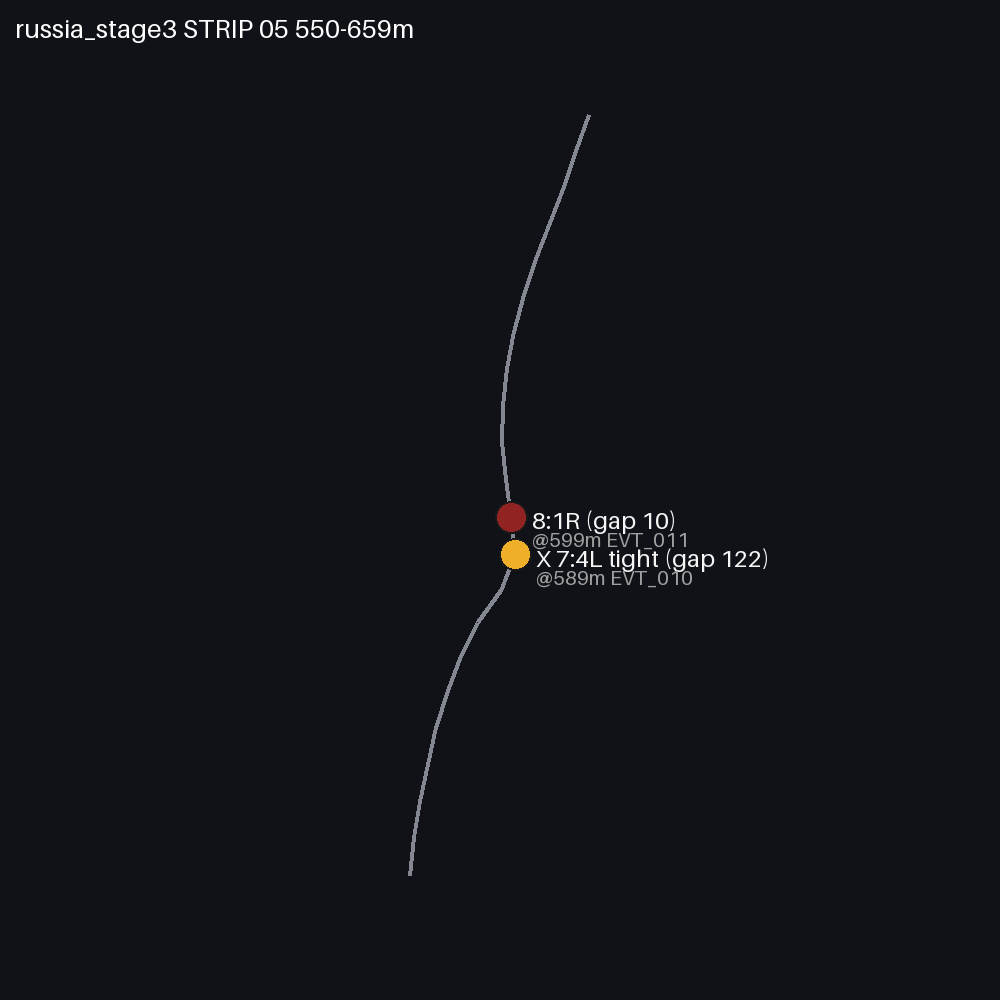 russia_stage3 STRIP 05 550-659m
8:1R (gap 10)
@599m EVT_011
X 7:4L tight (gap 122)
@589m EVT_010